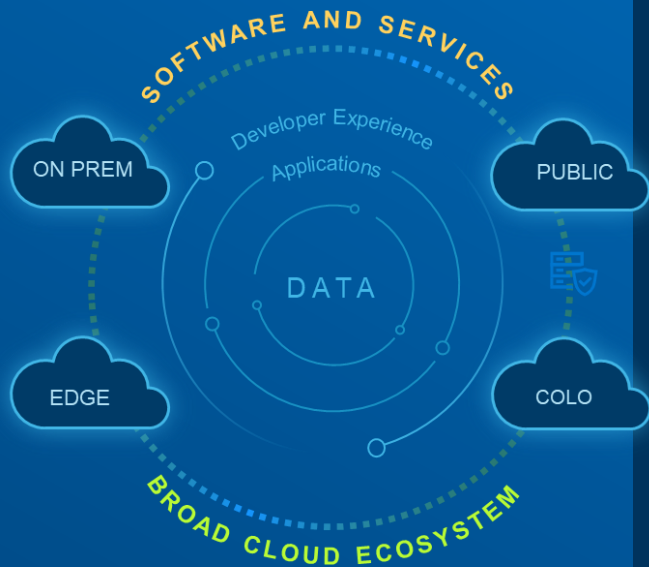 SOFTWARE AND SERVICES
Developer Experience
Applications
ON PREM
PUBLIC
DATA
EDGE
COLO
BROAD CLOUD ECOSYSTEM